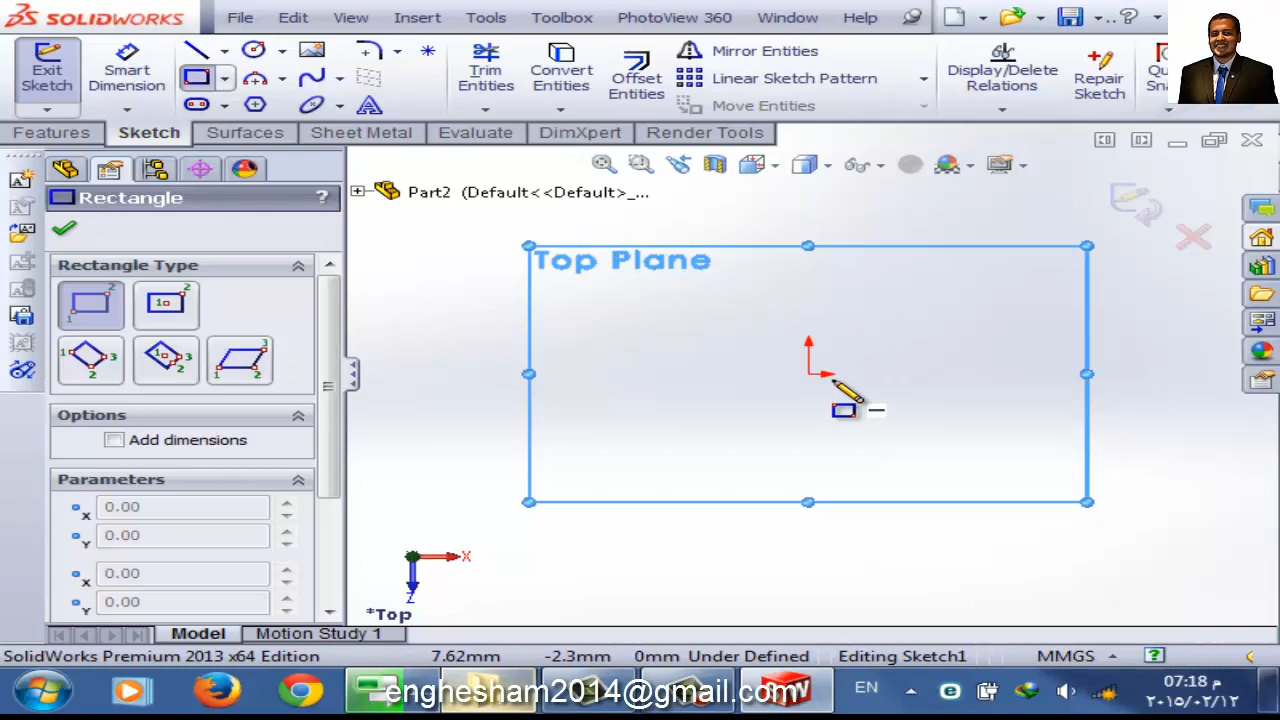 SOLIDWORKS File Edit View Insert Tools Toolbox PhotoView 360 Window Help ?
Exit Sketch
Smart Dimension
Trim Entities
Convert Entities
Offset Entities
Mirror Entities
Linear Sketch Pattern
Move Entities
Display/Delete Relations
Repair Sketch
Features Sketch Surfaces Sheet Metal Evaluate DimXpert Render Tools
Part2 (Default<<Default>_...
Rectangle ?
Rectangle Type
Options
Add dimensions
Parameters
X 0.00
Y 0.00
X 0.00
Y 0.00
Top Plane
X
Z
*Top
Model Motion Study 1
SolidWorks Premium 2013 x64 Edition 7.62mm -2.3mm 0mm Under Defined Editing Sketch1 MMGS
enghesham2014@gmail.com
EN
07:18 م
٢٠١٥/٠٢/١٢